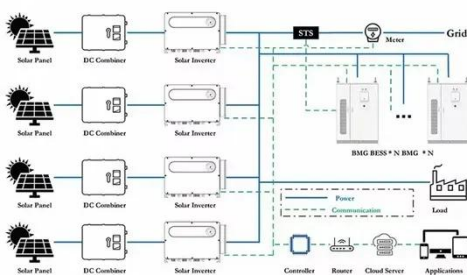 STS
Meter
Grid
Solar Panel DC Combiner Solar Inverter
Solar Panel DC Combiner Solar Inverter
BMG BESS * N BMG * N
Solar Panel DC Combiner Solar Inverter
Power
Communication
Load
Solar Panel DC Combiner Solar Inverter
Controller Router Cloud Server Applications